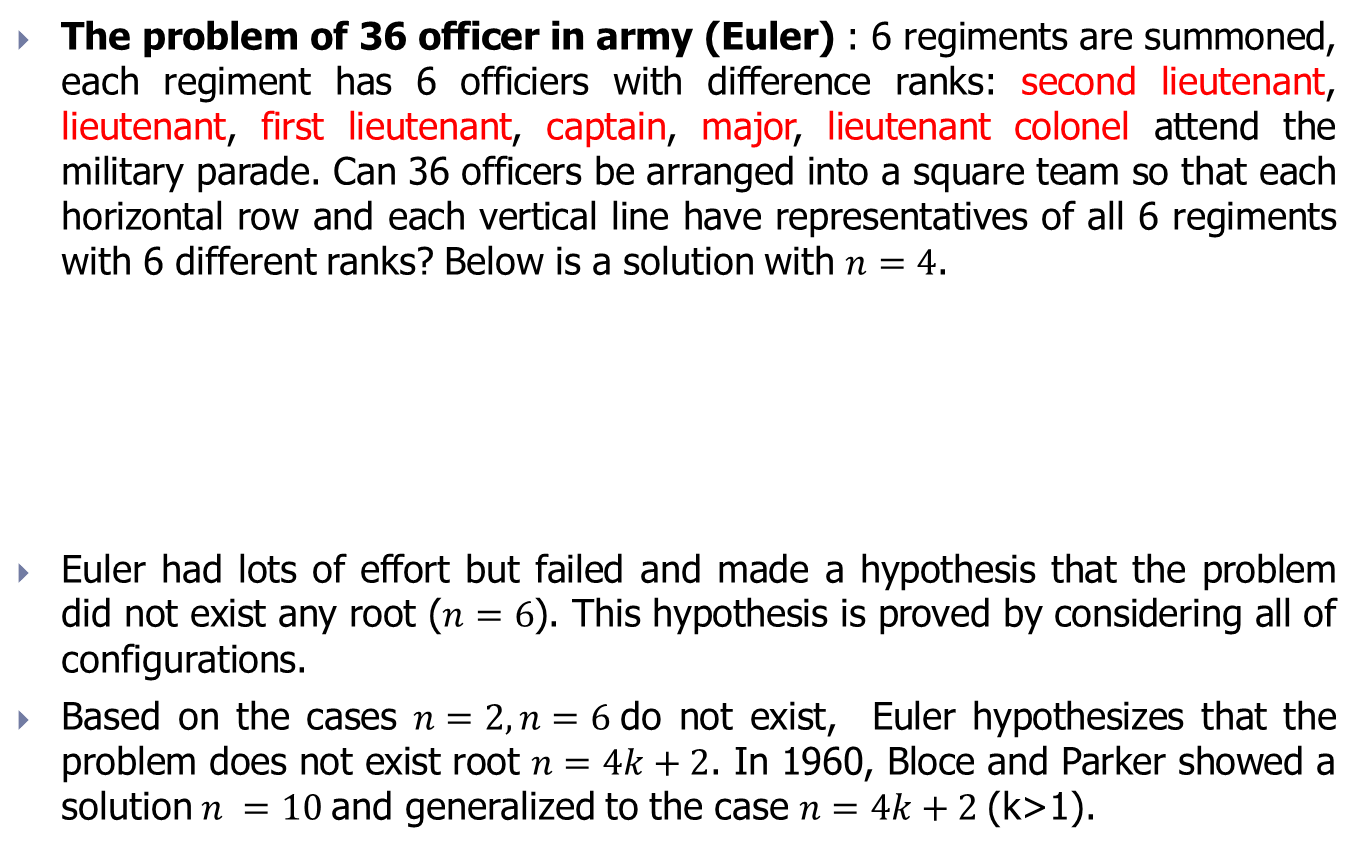 The problem of 36 officer in army (Euler) : 6 regiments are summoned,
each regiment has 6 officiers with difference ranks: second lieutenant,
lieutenant, first lieutenant, captain, major, lieutenant colonel attend the
military parade. Can 36 officers be arranged into a square team so that each
horizontal row and each vertical line have representatives of all 6 regiments
with 6 different ranks? Below is a solution with n = 4.
Euler had lots of effort but failed and made a hypothesis that the problem
did not exist any root (n = 6). This hypothesis is proved by considering all of
configurations.
Based on the cases n = 2, n = 6 do not exist, Euler hypothesizes that the
problem does not exist root n = 4k + 2. In 1960, Bloce and Parker showed a
solution n = 10 and generalized to the case n = 4k + 2 (k>1).